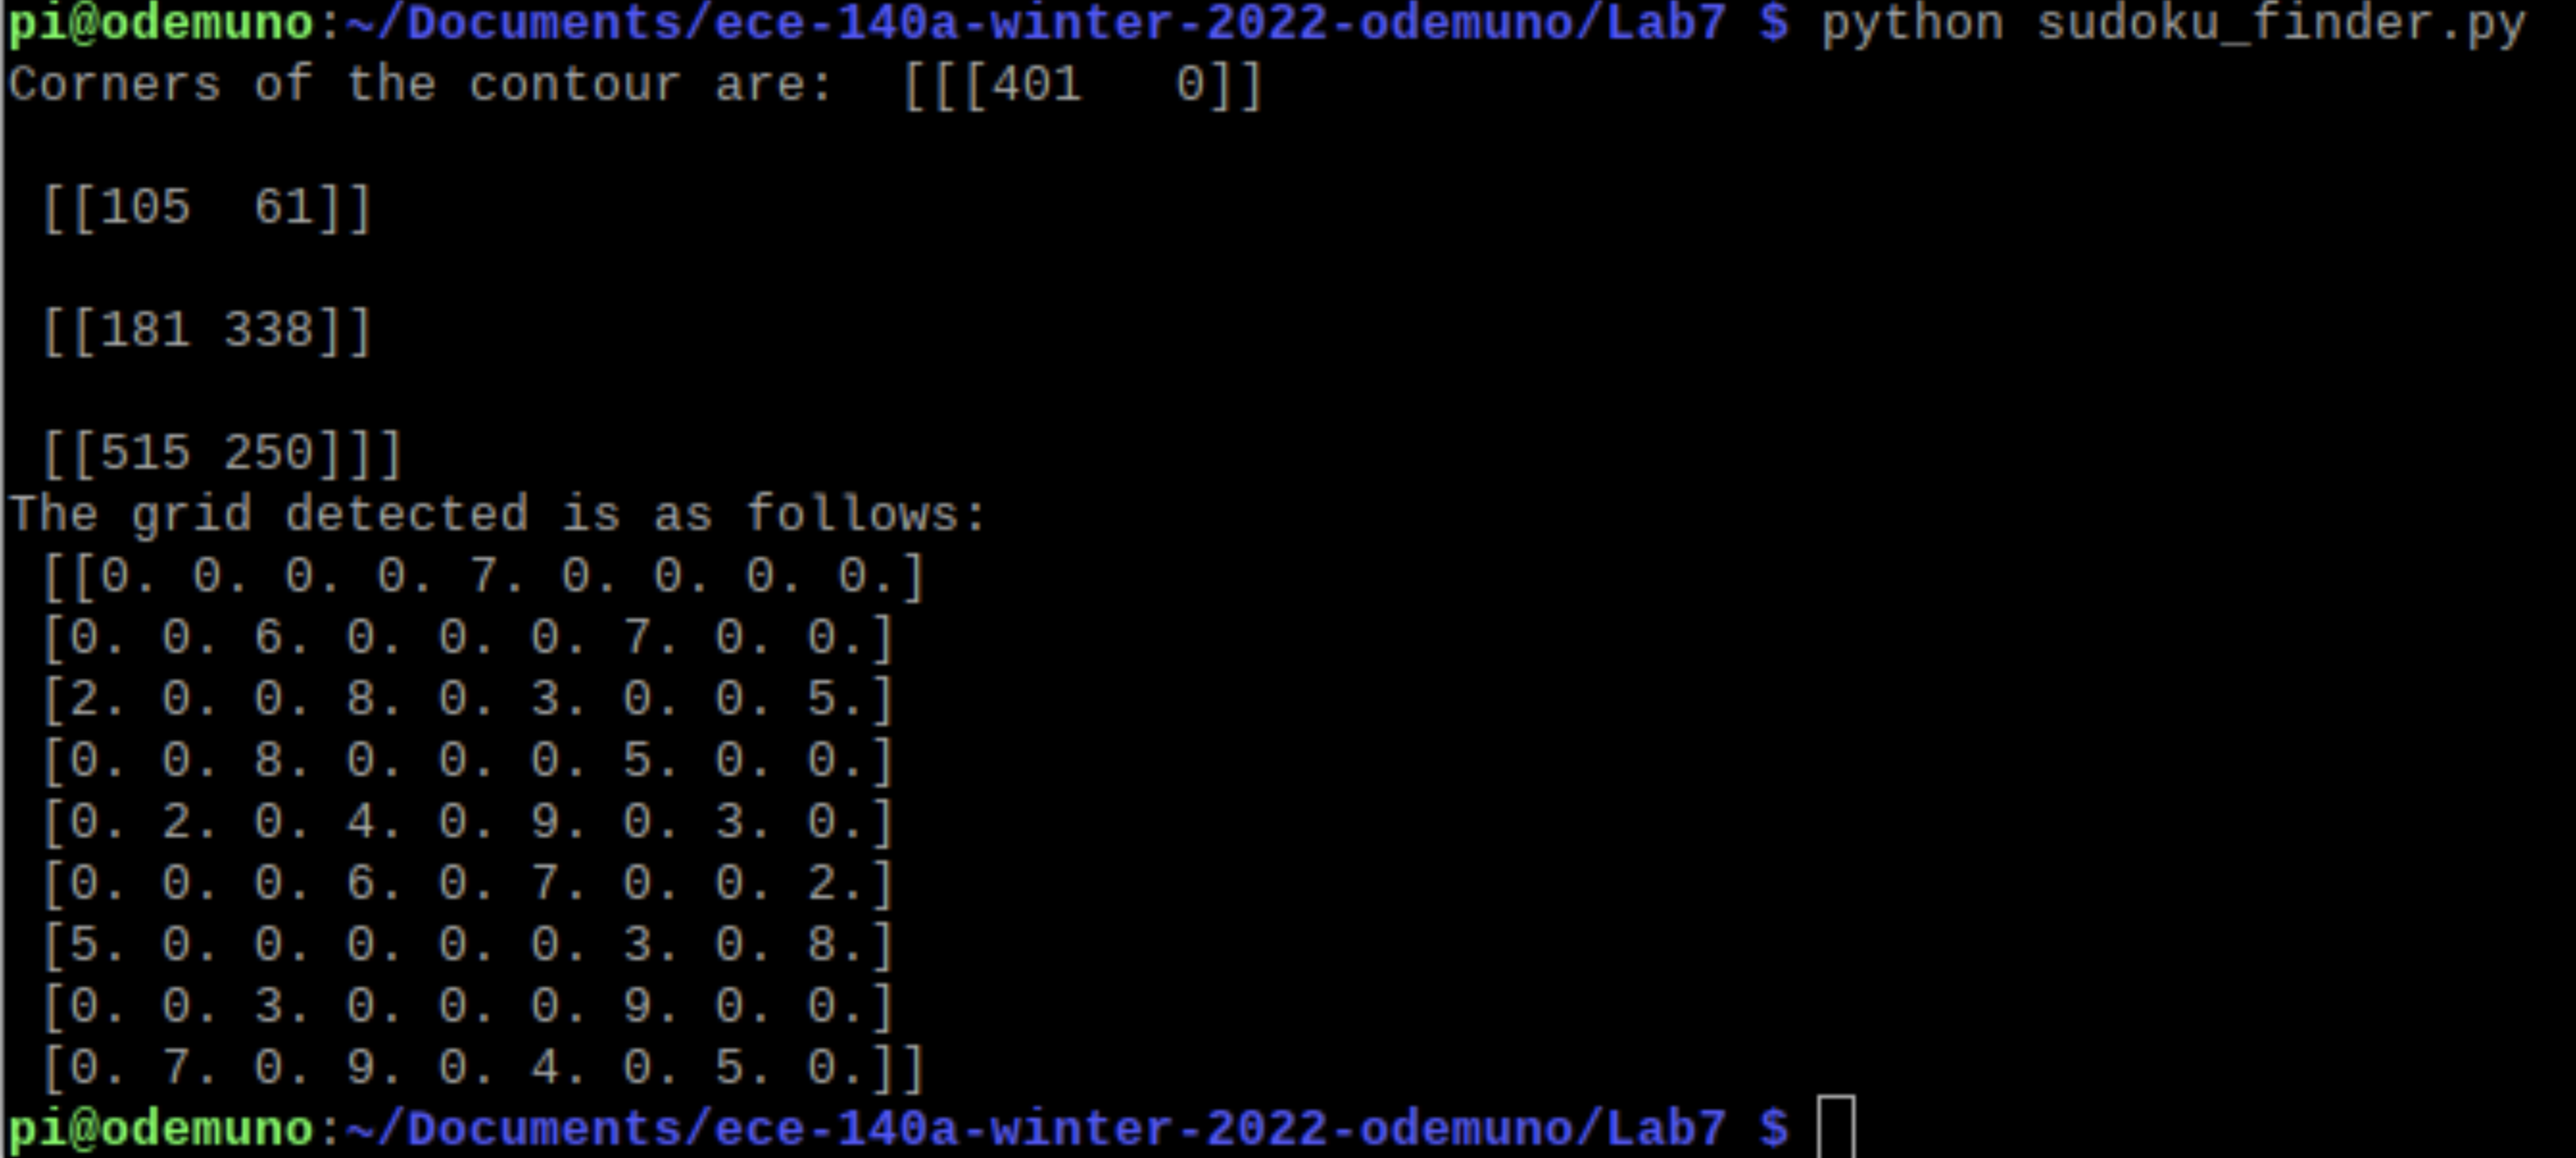 pi@odemuno:~/Documents/ece-140a-winter-2022-odemuno/Lab7 $ python sudoku_finder.py
Corners of the contour are:  [[[401   0]]
 [[105  61]]
 [[181 338]]
 [[515 250]]]
The grid detected is as follows:
 [[0. 0. 0. 0. 7. 0. 0. 0. 0.]
 [0. 0. 6. 0. 0. 0. 7. 0. 0.]
 [2. 0. 0. 8. 0. 3. 0. 0. 5.]
 [0. 0. 8. 0. 0. 0. 5. 0. 0.]
 [0. 2. 0. 4. 0. 9. 0. 3. 0.]
 [0. 0. 0. 6. 0. 7. 0. 0. 2.]
 [5. 0. 0. 0. 0. 0. 3. 0. 8.]
 [0. 0. 3. 0. 0. 0. 9. 0. 0.]
 [0. 7. 0. 9. 0. 4. 0. 5. 0.]]
pi@odemuno:~/Documents/ece-140a-winter-2022-odemuno/Lab7 $